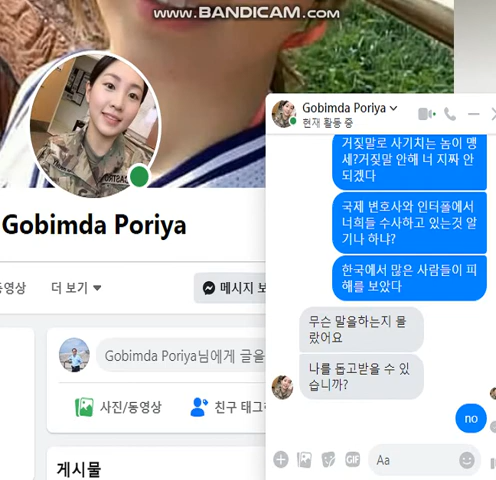 www.BANDICAM.com
Gobimda Poriya
동영상
더 보기
메시지 보
Gobimda Poriya님에게 글을
사진/동영상
친구 태그
게시물
Gobimda Poriya
현재 활동 중
거짓말로 사기치는 놈이 맹
세?거짓말 안해 너 지짜 안
되겠다
국제 변호사와 인터폴에서
너희들 수사하고 있는것 알
기나 하냐?
한국에서 많은 사람들이 피
해를 보았다
무슨 말을하는지 몰
랐어요
나를 돕고받을 수 있
습니까?
no
GIF
Aa